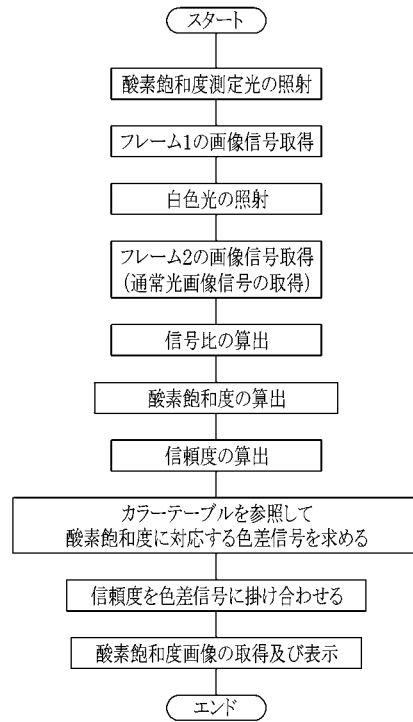 スタート
酸素飽和度測定光の照射
フレーム1の画像信号取得
白色光の照射
フレーム2の画像信号取得
(通常光画像信号の取得)
信号比の算出
酸素飽和度の算出
信頼度の算出
カラーテーブルを参照して
酸素飽和度に対応する色差信号を求める
信頼度を色差信号に掛け合わせる
酸素飽和度画像の取得及び表示
エンド